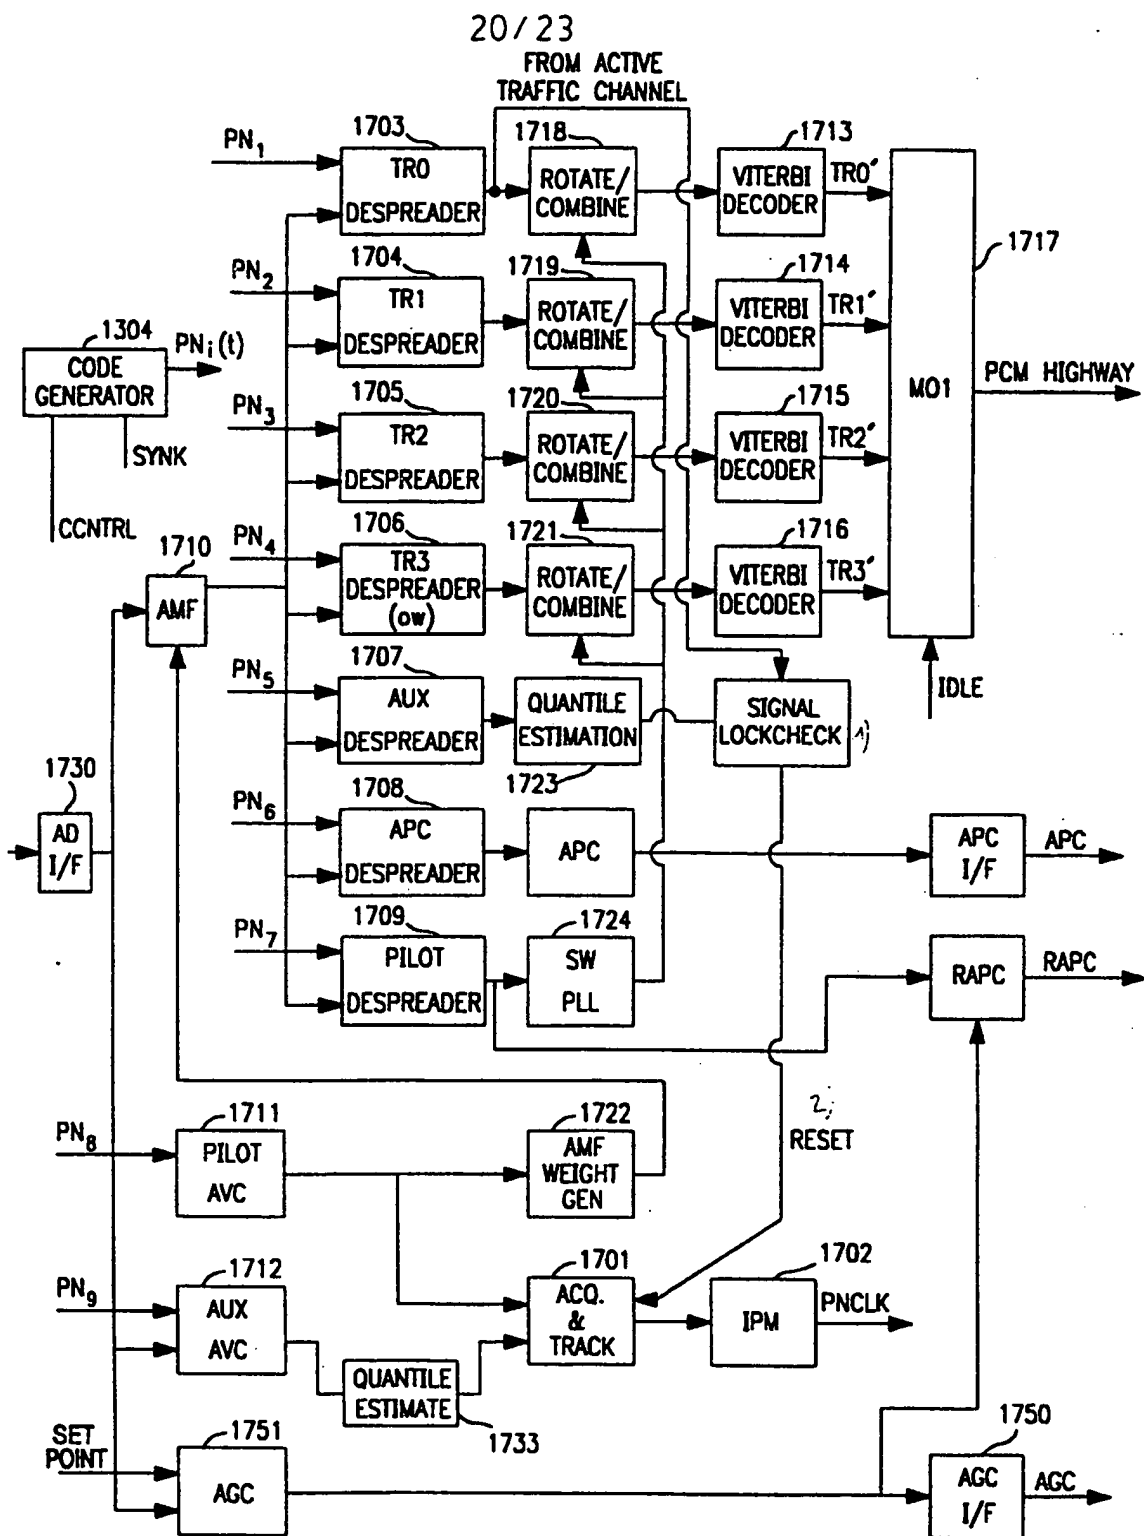 20/23
FROM ACTIVE
TRAFFIC CHANNEL
PN1
1703
TR0
DESPREADER
1718
ROTATE/
COMBINE
1713
VITERBI
DECODER
TR0'
1717
MO1
PCM HIGHWAY
IDLE
PN2
1704
TR1
DESPREADER
1719
ROTATE/
COMBINE
1714
VITERBI
DECODER
TR1'
1304
CODE
GENERATOR
PNi(t)
SYNK
CCNTRL
PN3
1705
TR2
DESPREADER
1720
ROTATE/
COMBINE
1715
VITERBI
DECODER
TR2'
PN4
1706
TR3
DESPREADER
(OW)
1721
ROTATE/
COMBINE
1716
VITERBI
DECODER
TR3'
1710
AMF
PN5
1707
AUX
DESPREADER
QUANTILE
ESTIMATION
1723
SIGNAL
LOCKCHECK
1)
1730
AD
I/F
PN6
1708
APC
DESPREADER
APC
APC
I/F
APC
PN7
1709
PILOT
DESPREADER
1724
SW
PLL
RAPC
RAPC
PN8
1711
PILOT
AVC
1722
AMF
WEIGHT
GEN
2;
RESET
PN9
1712
AUX
AVC
QUANTILE
ESTIMATE
1733
1701
ACQ.
&
TRACK
1702
IPM
PNCLK
SET
POINT
1751
AGC
1750
AGC
I/F
AGC